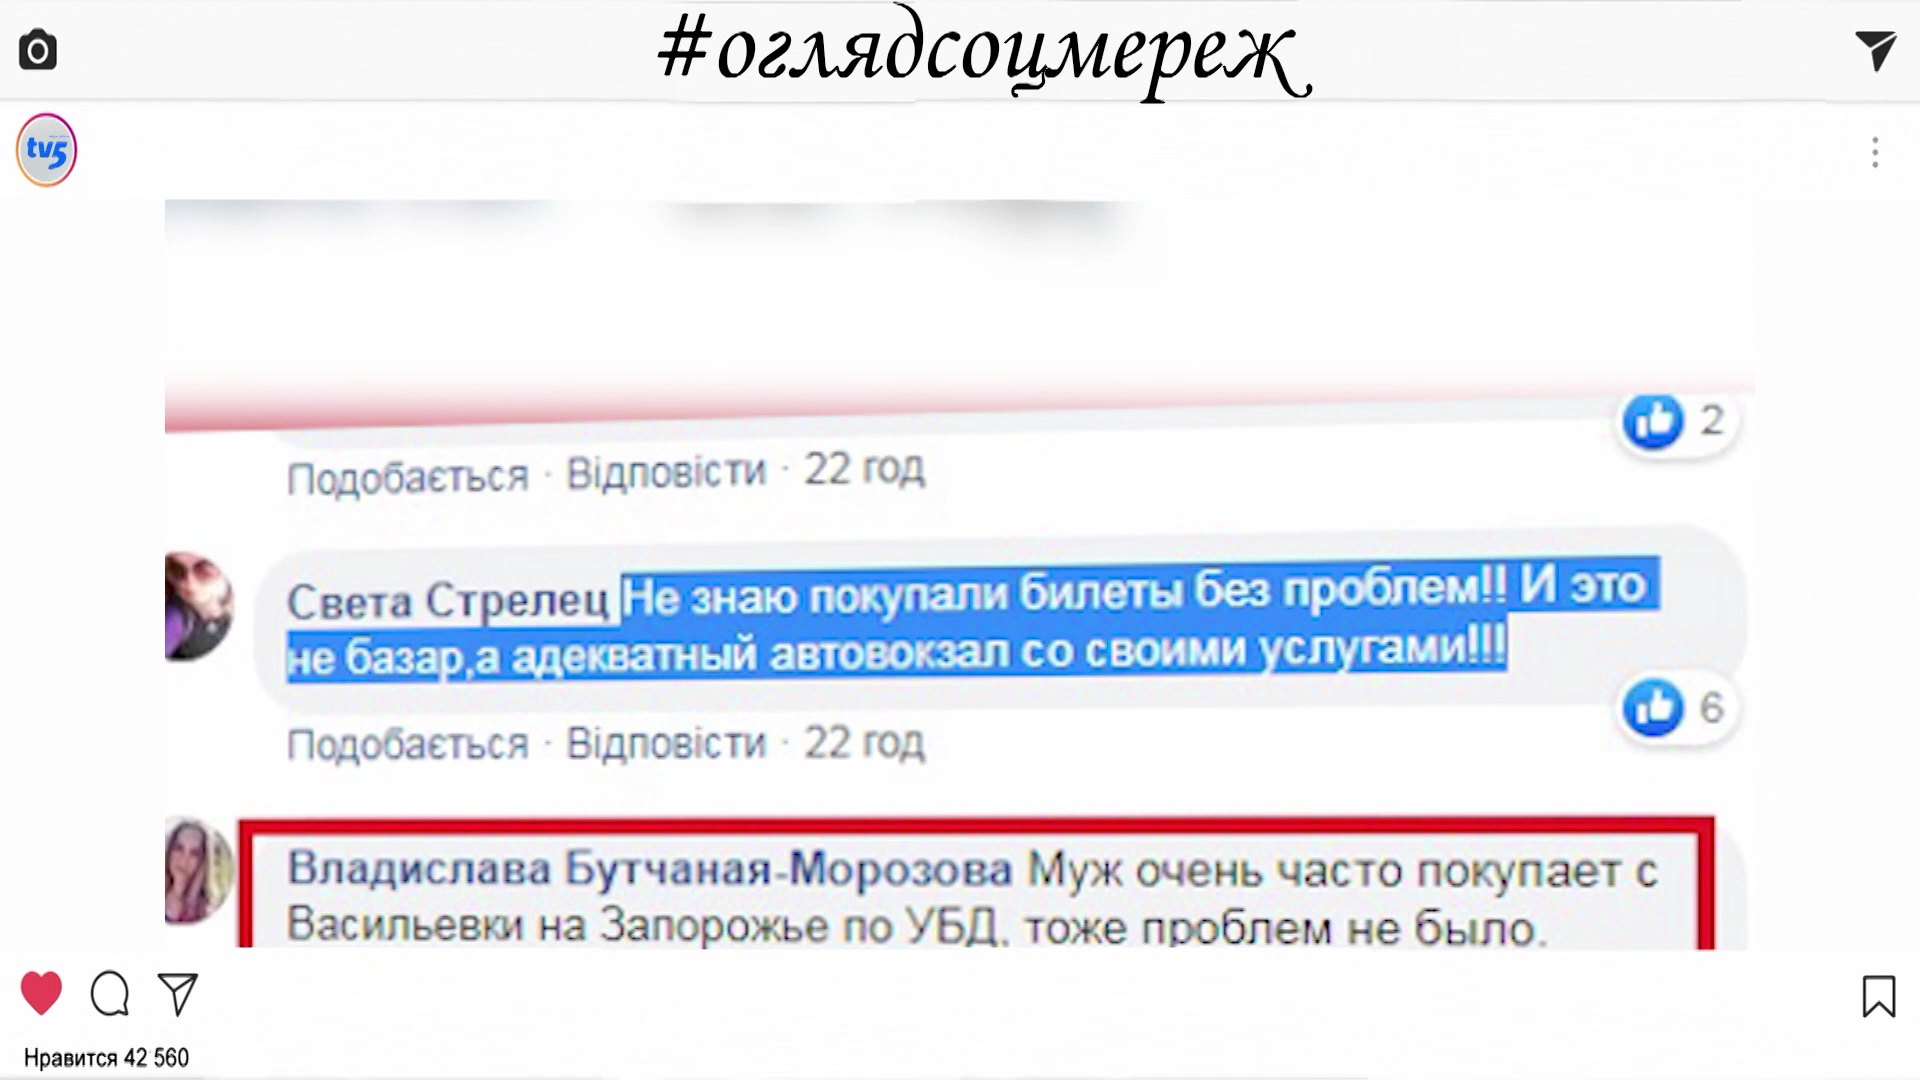 #оглядсоцмереж
tv5
2
Подобається · Відповісти · 22 год
Света Стрелец Не знаю покупали билеты без проблем!! И это
не базар,а адекватный автовокзал со своими услугами!!!
6
Подобається · Відповісти · 22 год
Владислава Бутчаная-Морозова Муж очень часто покупает с
Васильевки на Запорожье по УБД, тоже проблем не было.
Нравится 42 560